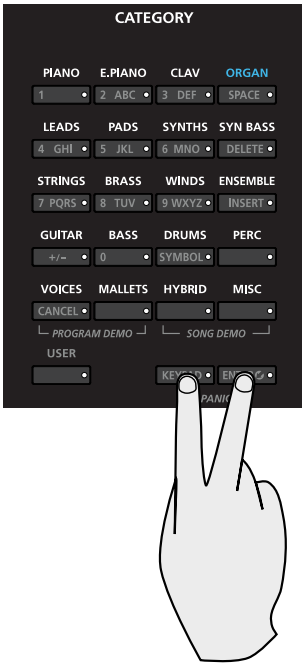 CATEGORY
PIANO E.PIANO CLAV ORGAN
1 2 ABC 3 DEF SPACE
LEADS PADS SYNTHS SYN BASS
4 GHI 5 JKL 6 MNO DELETE
STRINGS BRASS WINDS ENSEMBLE
7 PQRS 8 TUV 9 WXYZ INSERT
GUITAR BASS DRUMS PERC
+/- 0 SYMBOL
VOICES MALLETS HYBRID MISC
CANCEL
PROGRAM DEMO SONG DEMO
USER
PANIC